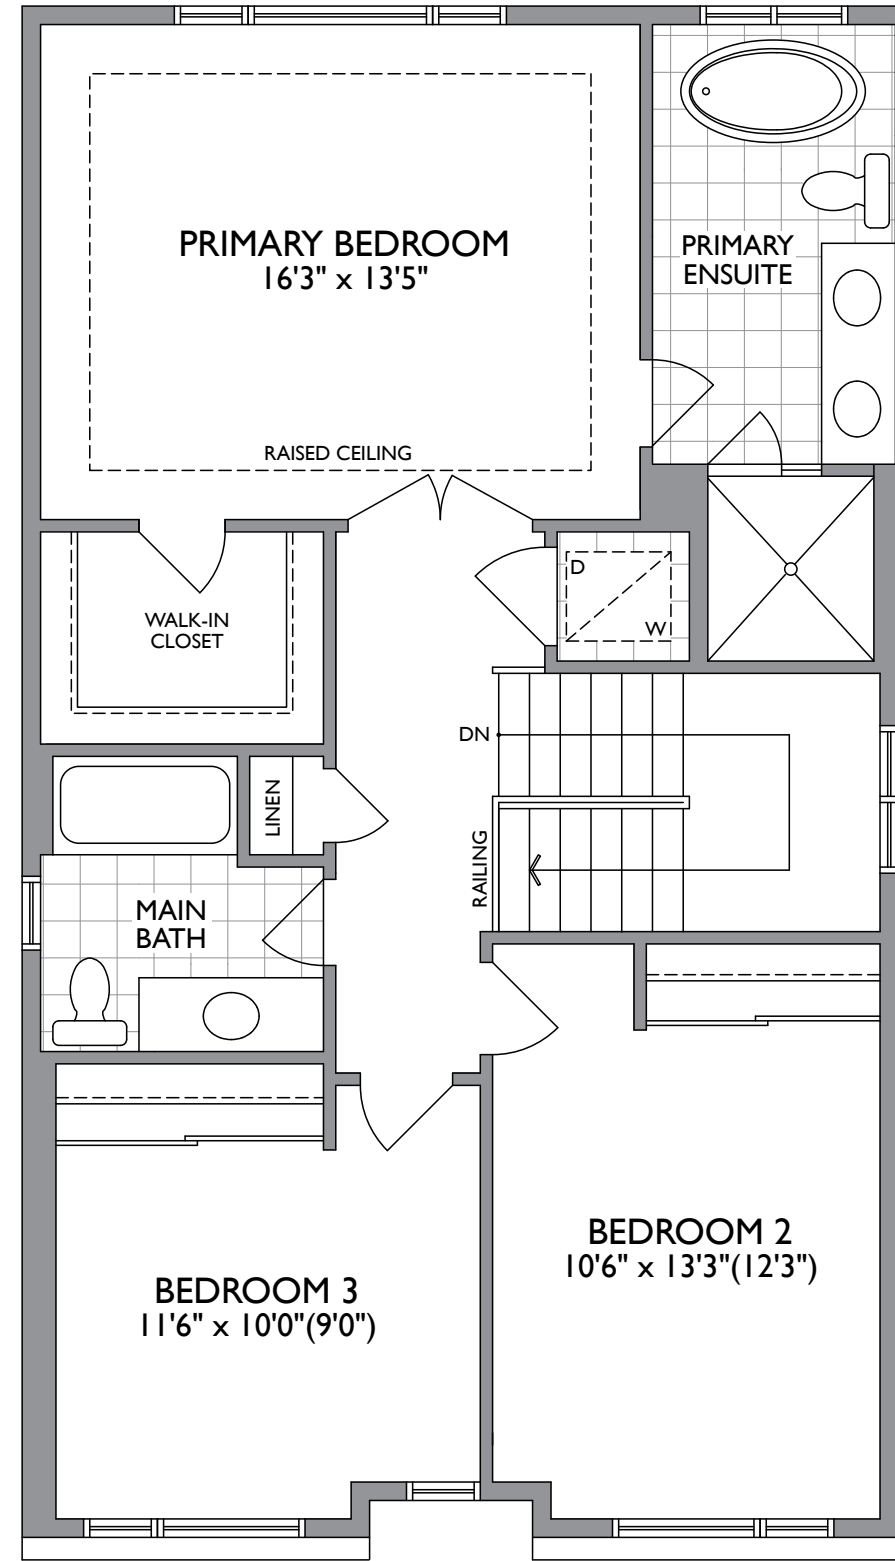 PRIMARY BEDROOM
16'3" x 13'5"
PRIMARY
ENSUITE
RAISED CEILING
D
W
WALK-IN
CLOSET
DN
LINEN
RAILING
MAIN
BATH
BEDROOM 2
10'6" x 13'3"(12'3")
BEDROOM 3
11'6" x 10'0"(9'0")